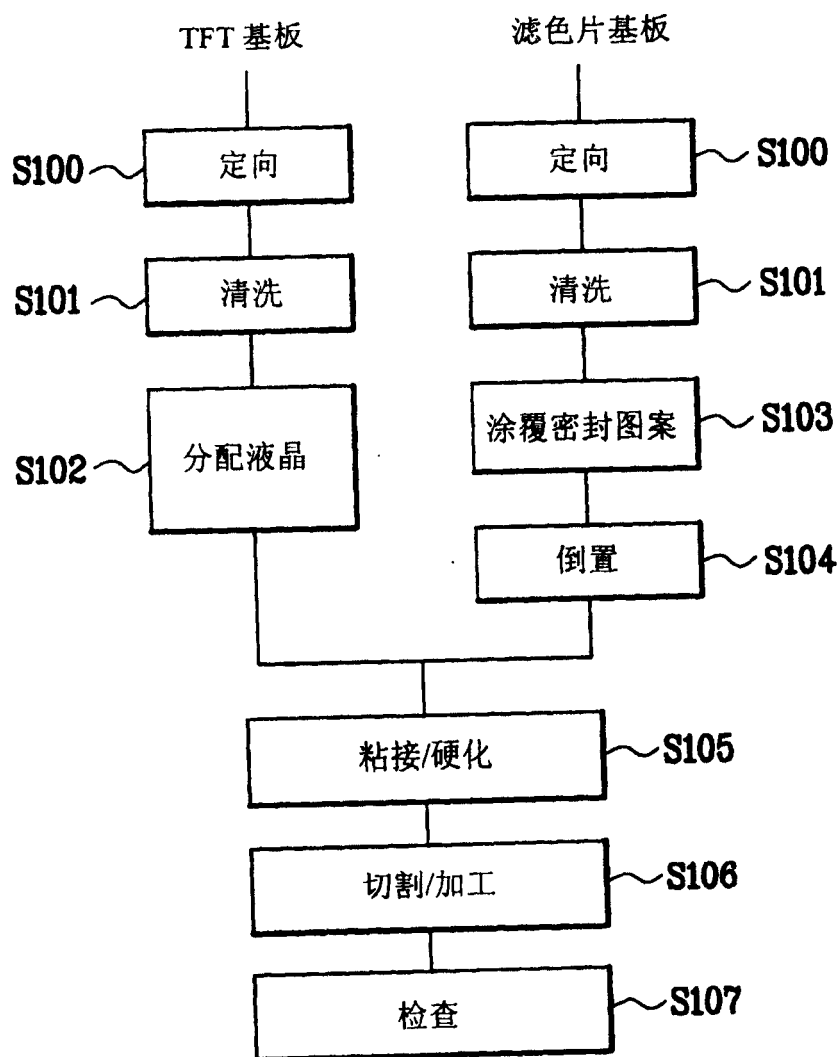 TFT 基板
滤色片基板
S100
定向
定向
S100
S101
清洗
清洗
S101
S102
分配液晶
涂覆密封图案
S103
倒置
S104
粘接/硬化
S105
切割/加工
S106
检查
S107